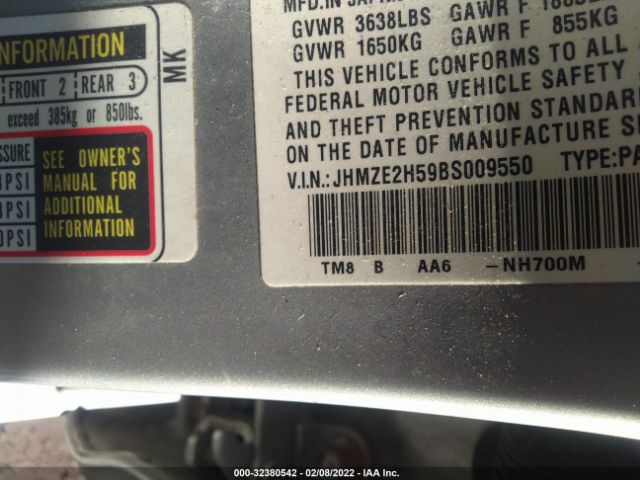 INFORMATION
FRONT 2 REAR 3
exceed 385kg or 850lbs.
SEE OWNER'S
MANUAL FOR
ADDITIONAL
INFORMATION
PSI
PSI
PSI
MK
MFD.IN
GVWR 3638LBS GAWR F
GVWR 1650KG GAWR F 855KG
THIS VEHICLE CONFORMS TO ALL
FEDERAL MOTOR VEHICLE SAFETY
AND THEFT PREVENTION STANDAR
ON THE DATE OF MANUFACTURE
V.I.N.: JHMZE2H59BS009550 TYPE:PA
TM8 B AA6 -NH700M
000-32380542 - 02/08/2022 - IAA Inc.